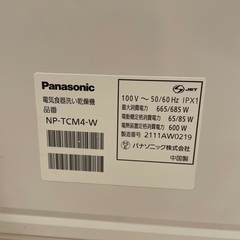 Panasonic
電気食器洗い乾燥機
品番
NP-TCM4-W
JET
100 V ~ 50/60 Hz IPX1
最大消費電力 665/685 W
電動機定格消費電力 65/85 W
電熱装置定格消費電力 600 W
製造番号 2111AW0219
パナソニック株式会社
中国製